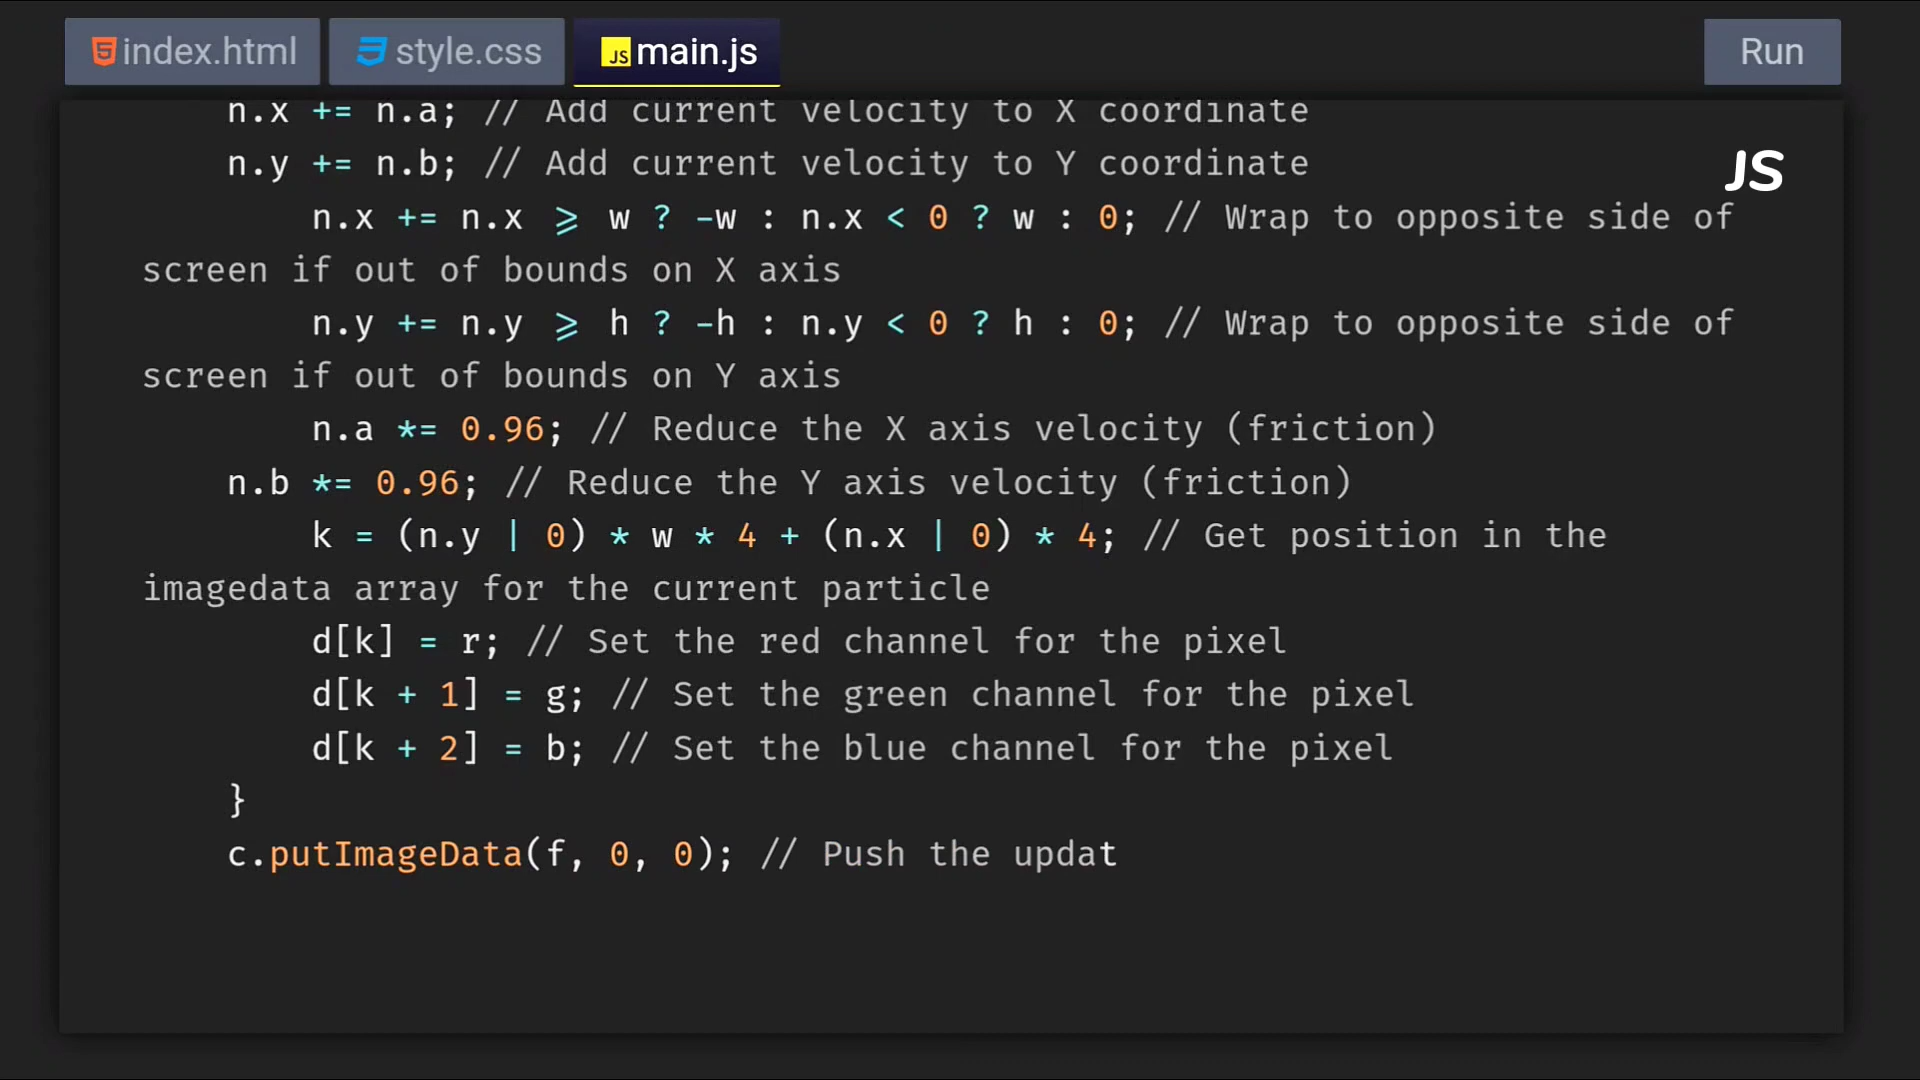 index.html style.css JS main.js Run
n.x += n.a; // Add current velocity to X coordinate
n.y += n.b; // Add current velocity to Y coordinate
JS
n.x += n.x ⩾ w ? -w : n.x < 0 ? w : 0; // Wrap to opposite side of
screen if out of bounds on X axis
n.y += n.y ⩾ h ? -h : n.y < 0 ? h : 0; // Wrap to opposite side of
screen if out of bounds on Y axis
n.a *= 0.96; // Reduce the X axis velocity (friction)
n.b *= 0.96; // Reduce the Y axis velocity (friction)
k = (n.y | 0) * w * 4 + (n.x | 0) * 4; // Get position in the
imagedata array for the current particle
d[k] = r; // Set the red channel for the pixel
d[k + 1] = g; // Set the green channel for the pixel
d[k + 2] = b; // Set the blue channel for the pixel
}
c.putImageData(f, 0, 0); // Push the updat